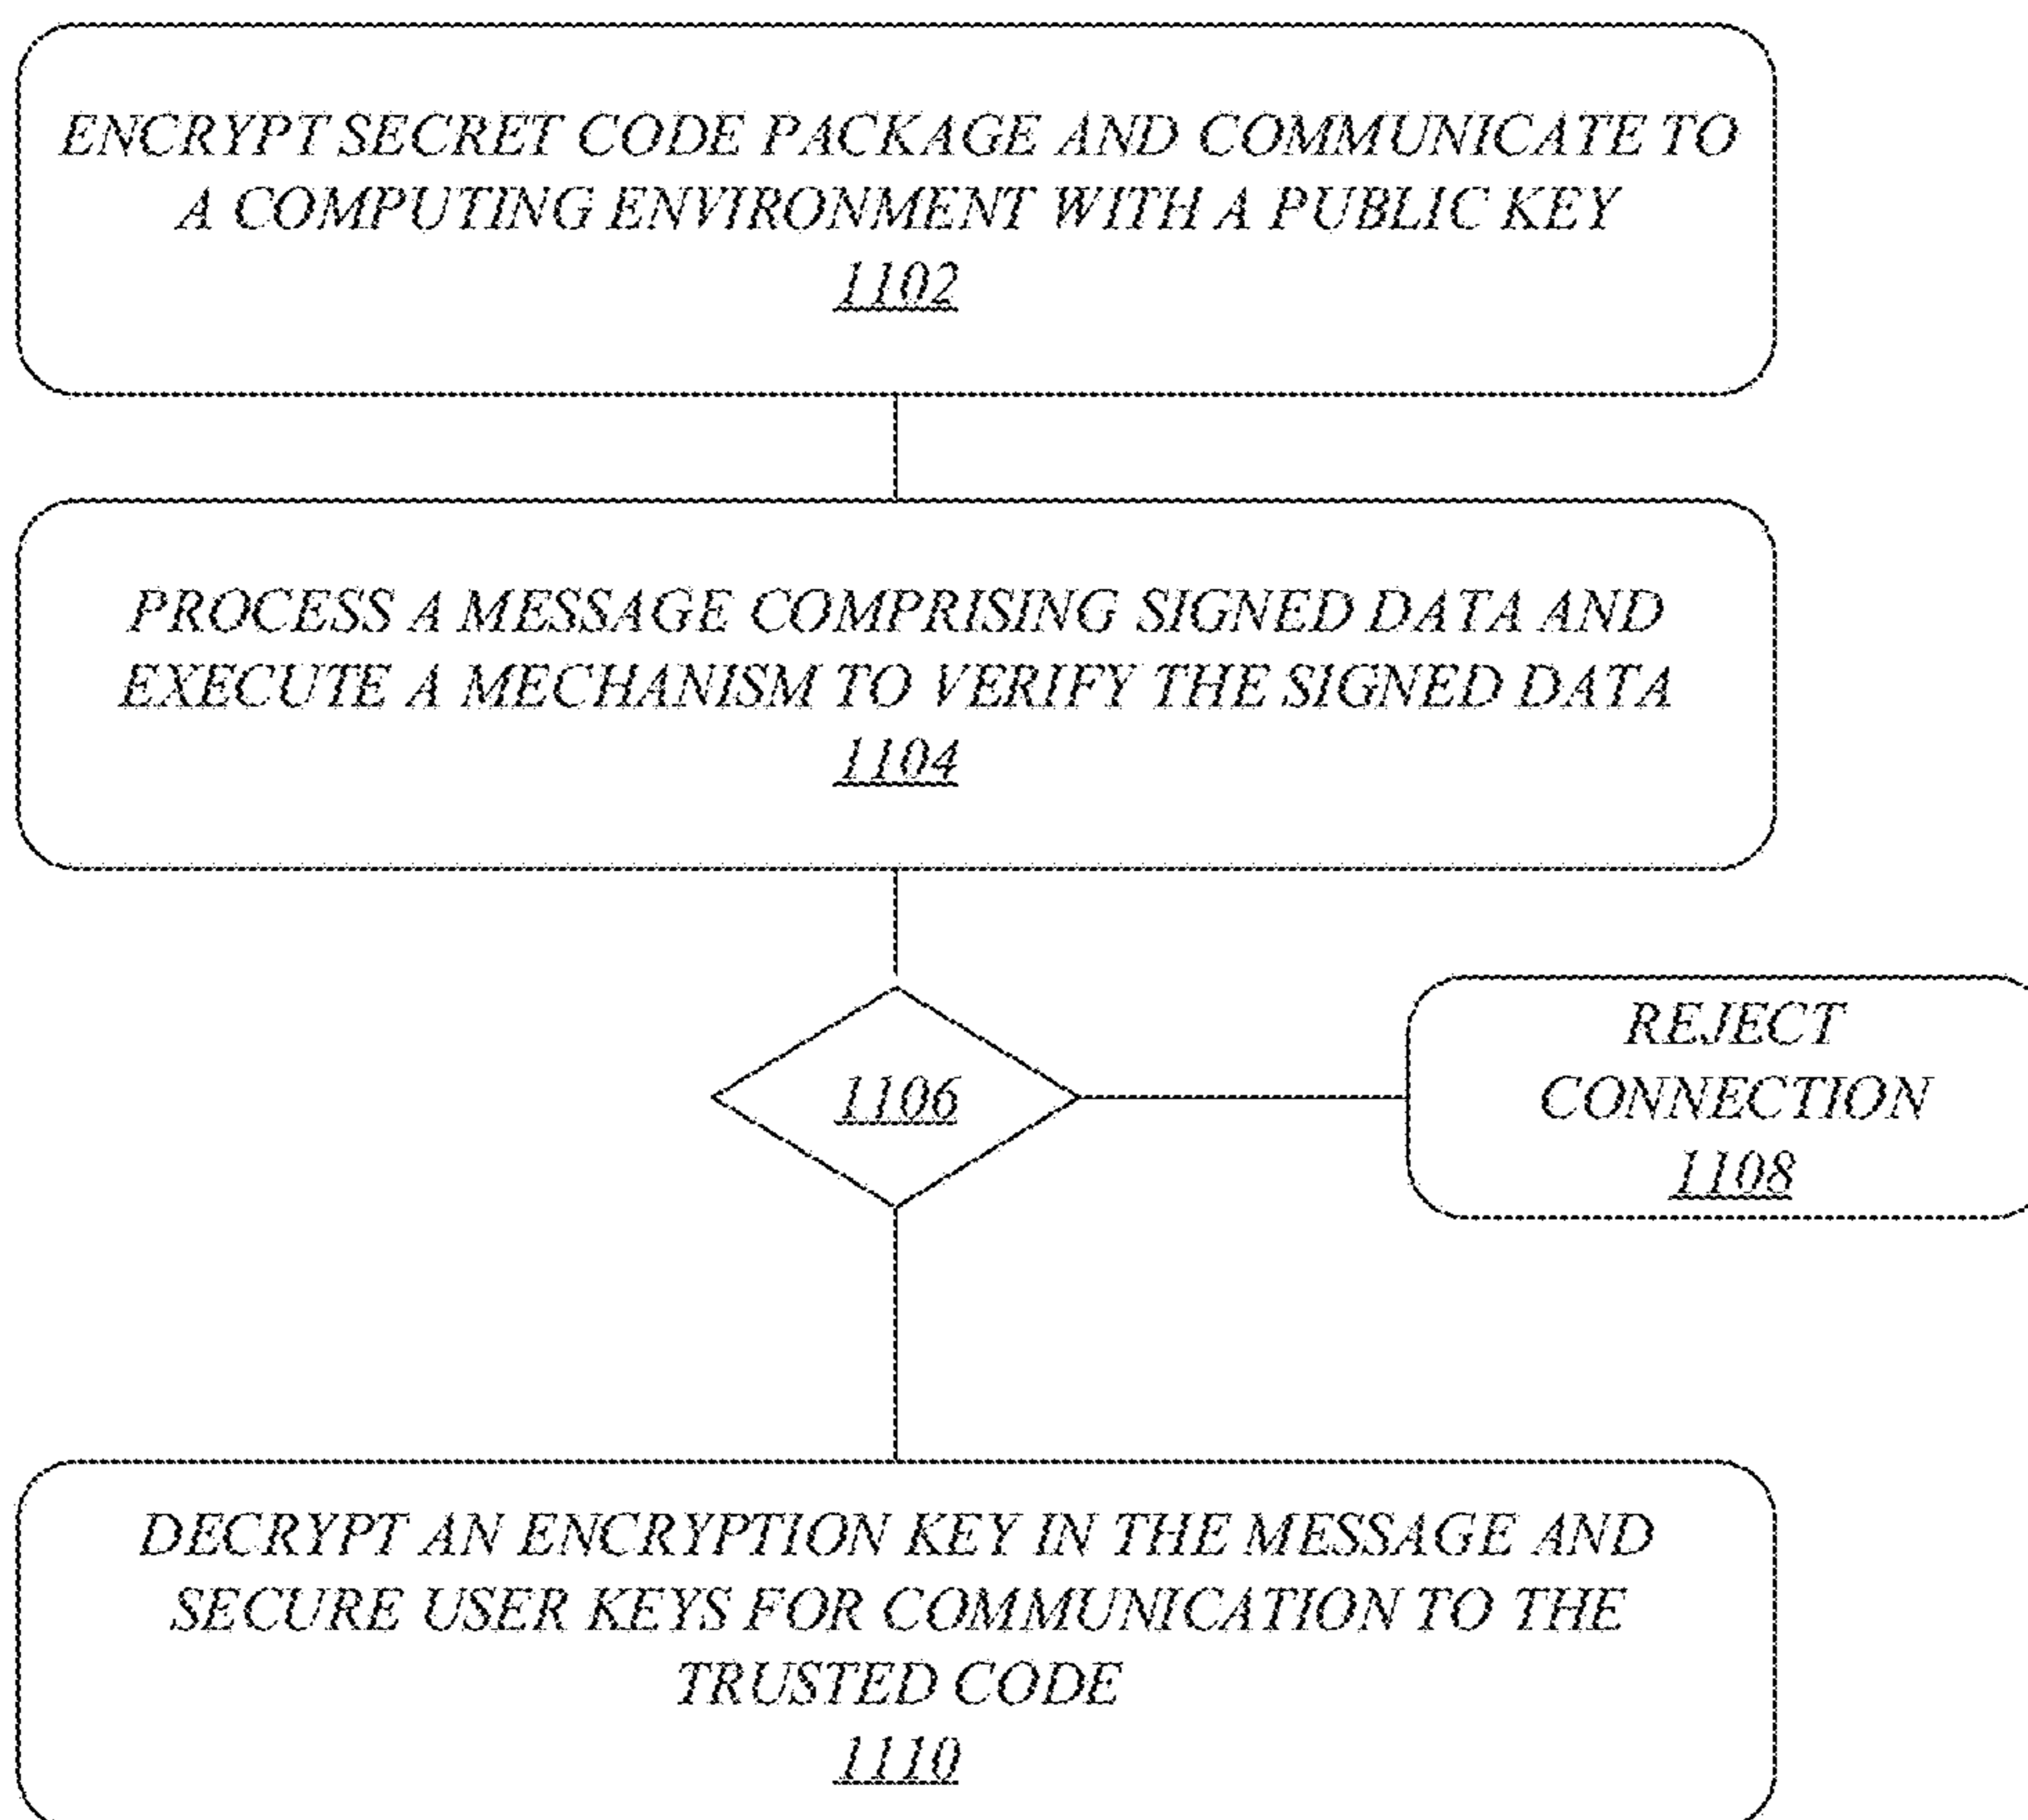 ENCRYPT SECRET CODE PACKAGE AND COMMUNICATE TO
A COMPUTING ENVIRONMENT WITH A PUBLIC KEY
1102
PROCESS A MESSAGE COMPRISING SIGNED DATA AND
EXECUTE A MECHANISM TO VERIFY THE SIGNED DATA
1104
1106
REJECT
CONNECTION
1108
DECRYPT AN ENCRYPTION KEY IN THE MESSAGE AND
SECURE USER KEYS FOR COMMUNICATION TO THE
TRUSTED CODE
1110